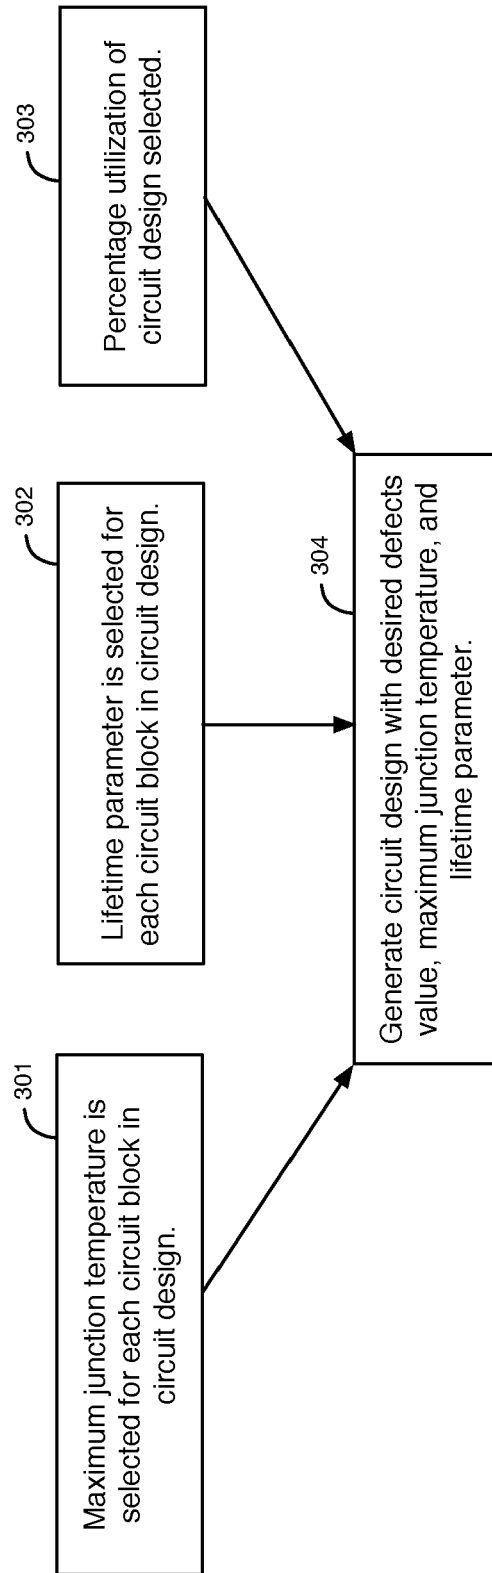 301
Maximum junction temperature is
selected for each circuit block in
circuit design.
302
Lifetime parameter is selected for
each circuit block in circuit design.
303
Percentage utilization of
circuit design selected.
304
Generate circuit design with desired defects
value, maximum junction temperature, and
lifetime parameter.